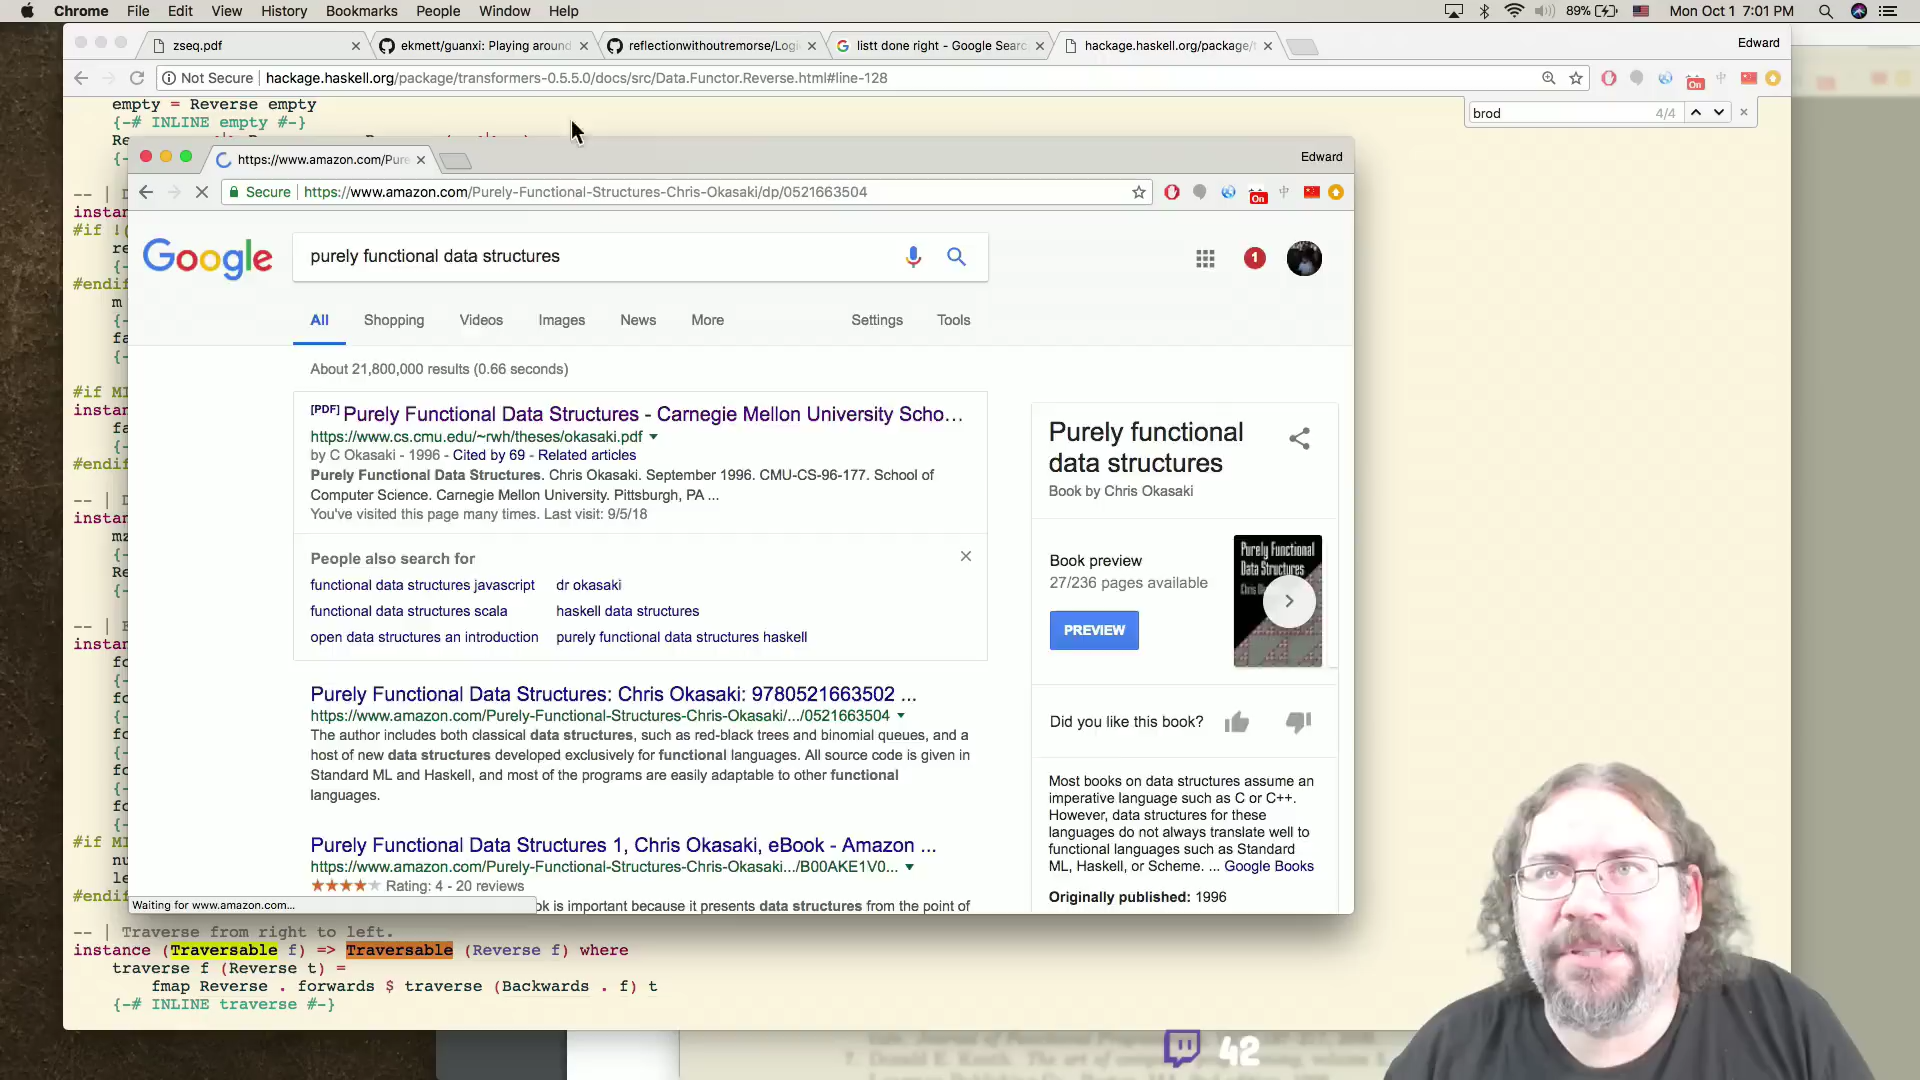 Chrome File Edit View History Bookmarks People Window Help 89% Mon Oct 1 7:01 PM
zseq.pdf ekmett/guanxi: Playing around reflectionwithoutremorse/Logi listt done right - Google Searc hackage.haskell.org/package/t Edward
Not Secure hackage.haskell.org/package/transformers-0.5.5.0/docs/src/Data.Functor.Reverse.html#line-128
brod 4/4
empty = Reverse empty
{-# INLINE empty #-}
https://www.amazon.com/Pure Edward
Secure https://www.amazon.com/Purely-Functional-Structures-Chris-Okasaki/dp/0521663504
On
On
Google purely functional data structures 1
All Shopping Videos Images News More Settings Tools
About 21,800,000 results (0.66 seconds)
[PDF] Purely Functional Data Structures - Carnegie Mellon University Scho...
https://www.cs.cmu.edu/~rwh/theses/okasaki.pdf
by C Okasaki - 1996 - Cited by 69 - Related articles
Purely Functional Data Structures. Chris Okasaki. September 1996. CMU-CS-96-177. School of
Computer Science. Carnegie Mellon University. Pittsburgh, PA ...
You've visited this page many times. Last visit: 9/5/18
People also search for
functional data structures javascript dr okasaki
functional data structures scala haskell data structures
open data structures an introduction purely functional data structures haskell
Purely Functional Data Structures: Chris Okasaki: 9780521663502 ...
https://www.amazon.com/Purely-Functional-Structures-Chris-Okasaki/.../0521663504
The author includes both classical data structures, such as red-black trees and binomial queues, and a
host of new data structures developed exclusively for functional languages. All source code is given in
Standard ML and Haskell, and most of the programs are easily adaptable to other functional
languages.
Purely Functional Data Structures 1, Chris Okasaki, eBook - Amazon ...
https://www.amazon.com/Purely-Functional-Structures-Chris-Okasaki.../B00AKE1V0...
Rating: 4 - 20 reviews
ok is important because it presents data structures from the point of
Waiting for www.amazon.com...
Purely functional
data structures
Book by Chris Okasaki
Book preview
27/236 pages available
PREVIEW
Purely Functional
Data Structures
Did you like this book?
Most books on data structures assume an
imperative language such as C or C++.
However, data structures for these
languages do not always translate well to
functional languages such as Standard
ML, Haskell, or Scheme. ... Google Books
Originally published: 1996
#endif
-- | Traverse from right to left.
instance (Traversable f) => Traversable (Reverse f) where
traverse f (Reverse t) =
fmap Reverse . forwards $ traverse (Backwards . f) t
{-# INLINE traverse #-}
42